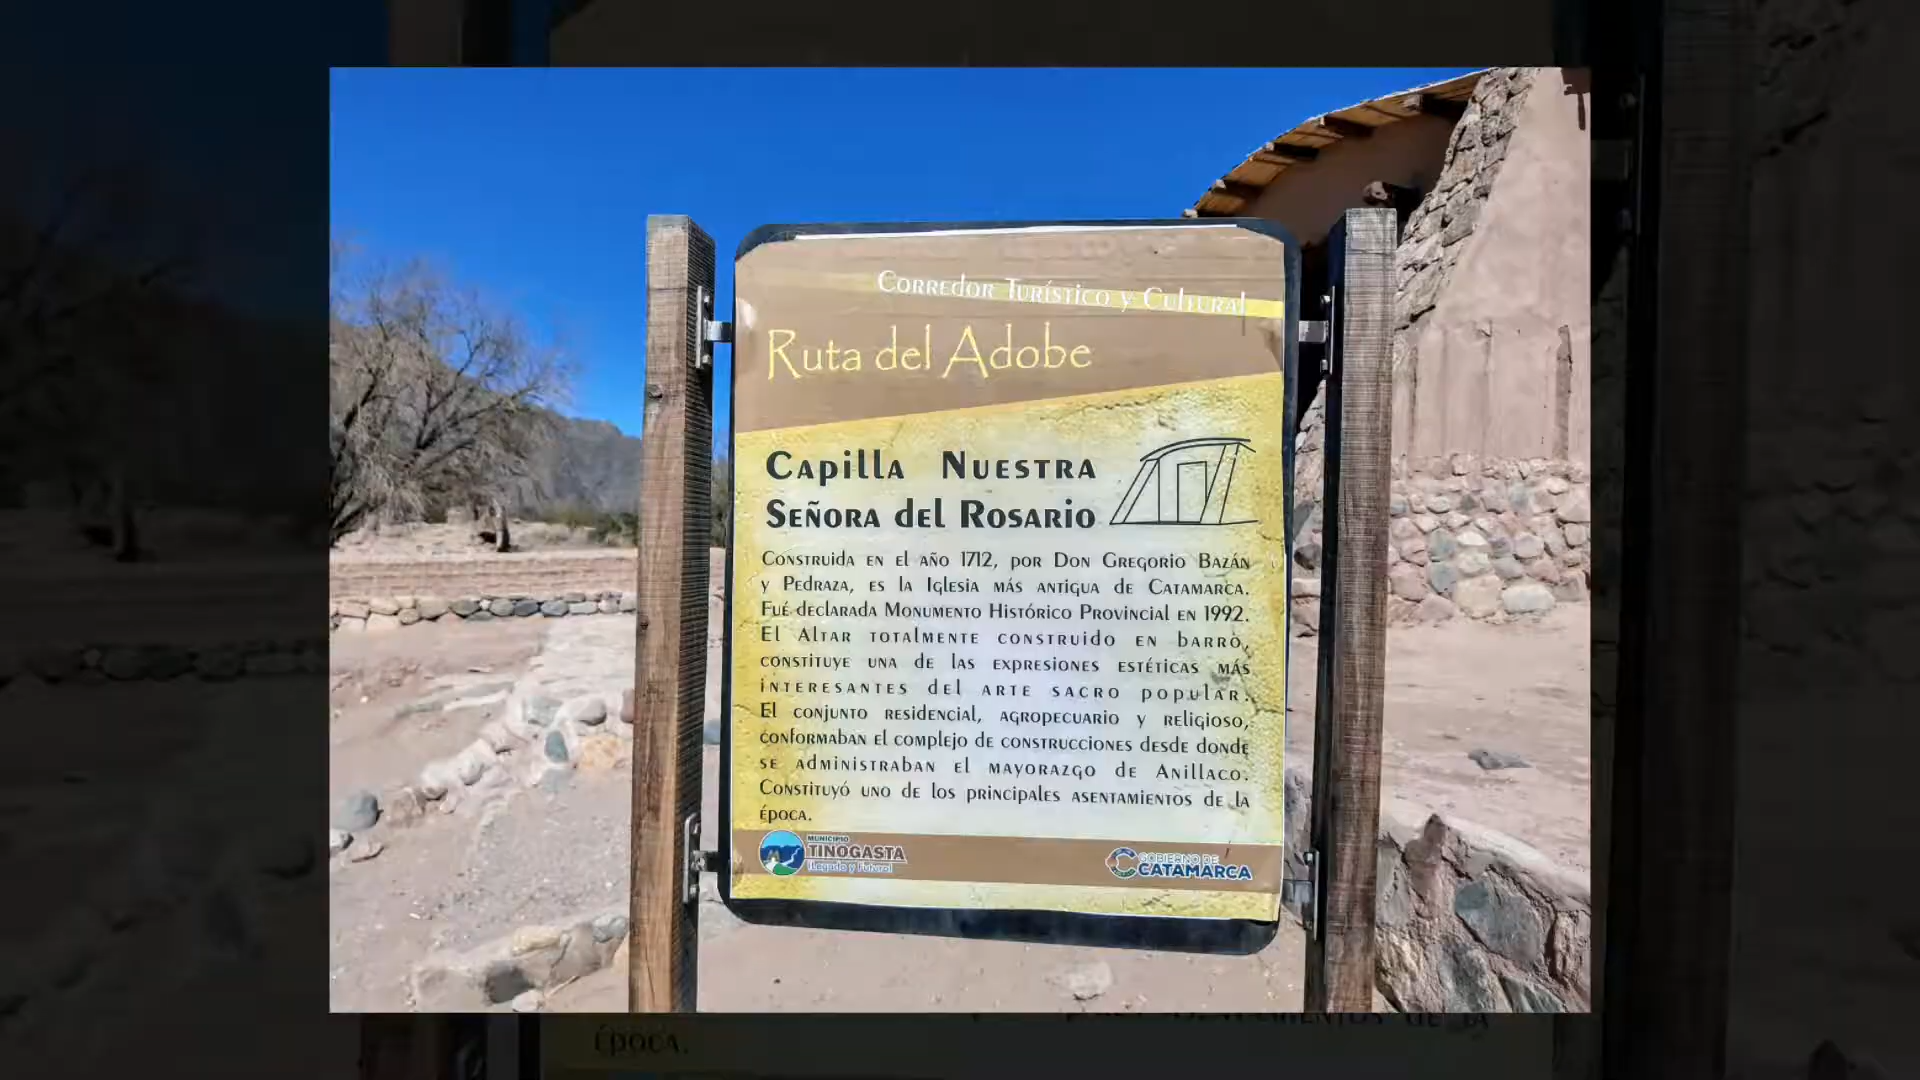 Corredor Turístico y Cultural
Ruta del Adobe
Capilla Nuestra
Señora del Rosario
Construida en el año 1712, por Don Gregorio Bazán
y Pedraza, es la Iglesia más antigua de Catamarca.
Fué declarada Monumento Histórico Provincial en 1992.
El Altar totalmente construido en barro,
constituye una de las expresiones estéticas más
interesantes del arte sacro popular.
El conjunto residencial, agropecuario y religioso,
conformaban el complejo de construcciones desde donde
se administraban el mayorazgo de Anillaco.
Constituyó uno de los principales asentamientos de la
época.
MUNICIPIO
TINOGASTA
¡Legado y Futuro!
GOBIERNO DE
CATAMARCA
época.